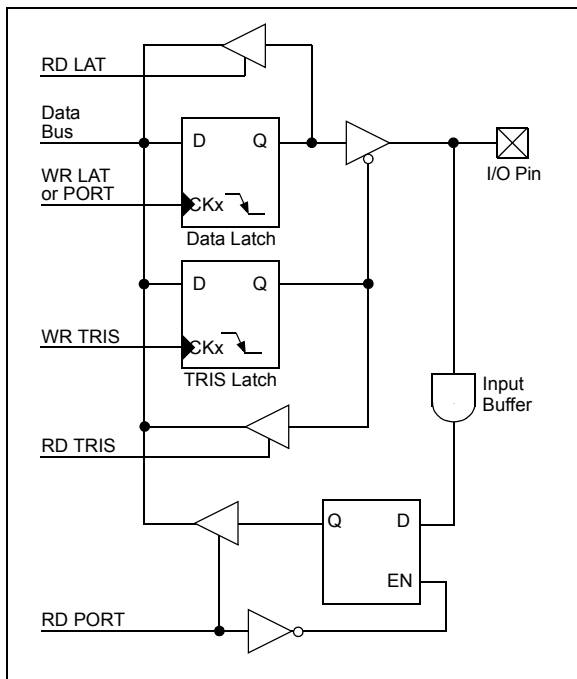 RD LAT
Data
Bus
D Q
WR LAT
or PORT
I/O Pin
CKx
Data Latch
D Q
WR TRIS
CKx
TRIS Latch
Input
Buffer
RD TRIS
Q D
EN
RD PORT